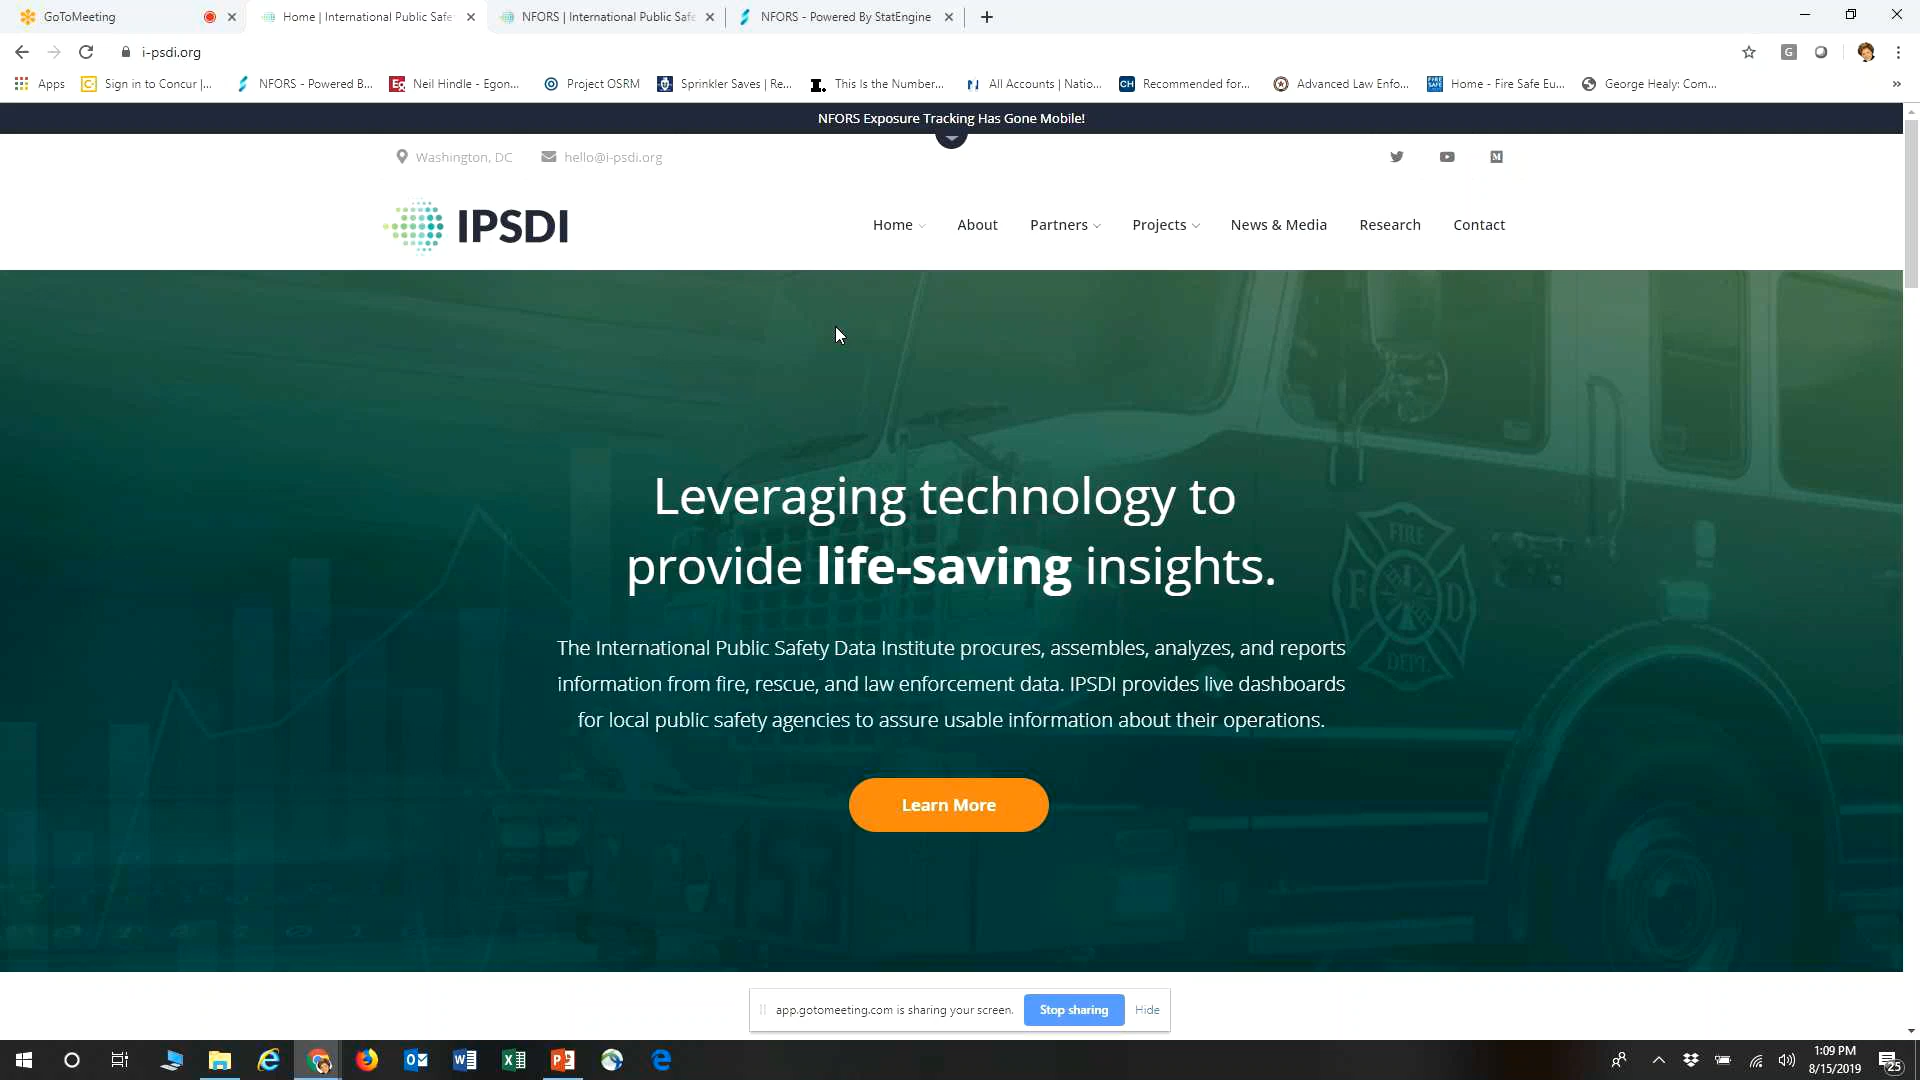 GoToMeeting
Home | International Public Safe
NFORS | International Public Safe
NFORS - Powered By StatEngine
i-psdi.org
Apps
Sign in to Concur |...
NFORS - Powered B...
Neil Hindle - Egon...
Project OSRM
Sprinkler Saves | Re...
This Is the Number...
All Accounts | Natio...
Recommended for...
Advanced Law Enfo...
Home - Fire Safe Eu...
George Healy: Com...
NFORS Exposure Tracking Has Gone Mobile!
Washington, DC
hello@i-psdi.org
IPSDI
Home
About
Partners
Projects
News & Media
Research
Contact
Leveraging technology to
provide life-saving insights.
The International Public Safety Data Institute procures, assembles, analyzes, and reports
information from fire, rescue, and law enforcement data. IPSDI provides live dashboards
for local public safety agencies to assure usable information about their operations.
Learn More
FIRE
F D
DEPT.
app.gotomeeting.com is sharing your screen.
Stop sharing
Hide
1:09 PM
8/15/2019
25